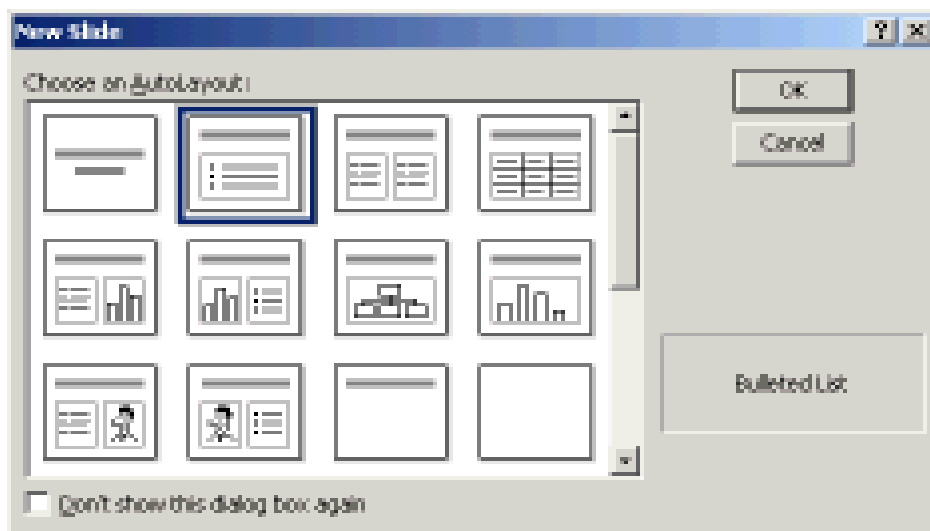 New Slide
Choose an AutoLayout:
OK
Cancel
Bulleted List
Don't show this dialog box again